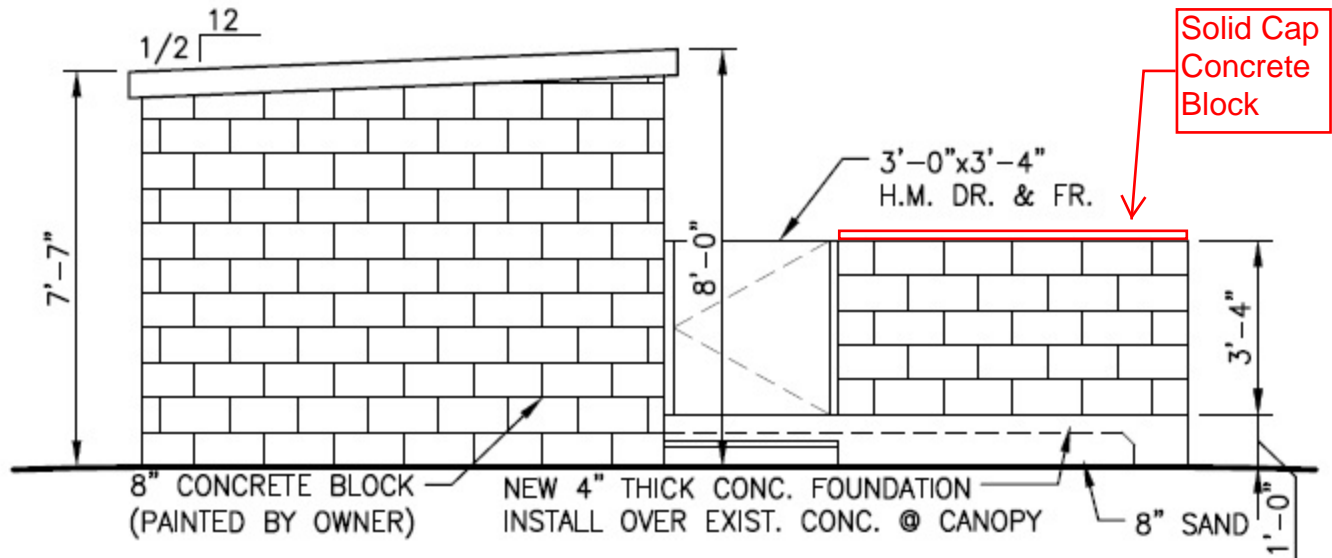 12
1/2
Solid Cap
Concrete
Block
3'-0"x3'-4"
H.M. DR. & FR.
7'-7"
8'-0"
3'-4"
8" CONCRETE BLOCK
(PAINTED BY OWNER)
NEW 4" THICK CONC. FOUNDATION
INSTALL OVER EXIST. CONC. @ CANOPY
8" SAND
1'-0"